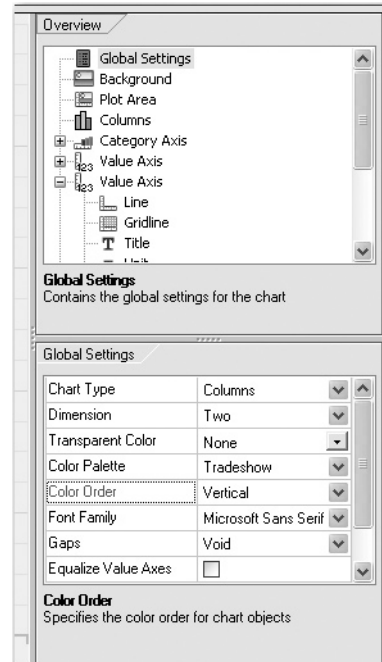 Overview
Global Settings
Background
Plot Area
Columns
Category Axis
123 Value Axis
123 Value Axis
Line
Gridline
T Title
Global Settings
Contains the global settings for the chart
Global Settings
Chart Type Columns
Dimension Two
Transparent Color None
Color Palette Tradeshow
Color Order Vertical
Font Family Microsoft Sans Serif
Gaps Void
Equalize Value Axes
Color Order
Specifies the color order for chart objects